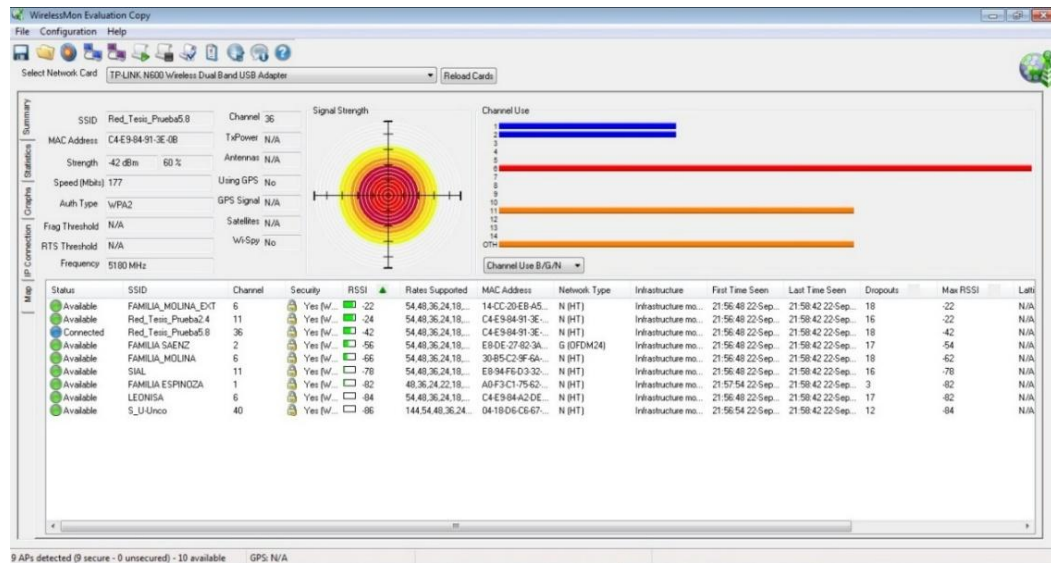 WirelessMon Evaluation Copy
File Configuration Help
Select Network Card TP-LINK N600 Wireless Dual Band USB Adapter Reload Cards
Summary
Statistics
Graphs
IP Connection
Map
SSID Red_Tesis_Prueba5.8 Channel 36
MAC Address C4-E9-84-91-3E-0B TxPower N/A
Strength -42 dBm 60 % Antennas N/A
Speed (Mbits) 177 Using GPS No
Auth Type WPA2 GPS Signal N/A
Frag Threshold N/A Satellites N/A
RTS Threshold N/A Wi-Spy No
Frequency 5180 MHz
Signal Strength
Channel Use
1
2
3
4
5
6
7
8
9
10
11
12
13
14
OTH
Channel Use B/G/N
Status SSID Channel Security RSSI Rates Supported MAC Address Network Type Infrastructure First Time Seen Last Time Seen Dropouts Max RSSI Latti
Available FAMILIA_MOLINA_EXT 6 Yes (W... -22 54,48,36,24,18,... 14-CC-20-EB-A5... N (HT) Infrastructure mo... 21:56:48 22-Sep... 21:58:42 22-Sep... 18 -22 N/A
Available Red_Tesis_Prueba2.4 11 Yes (W... -24 54,48,36,24,18,... C4-E9-84-91-3E-... N (HT) Infrastructure mo... 21:56:48 22-Sep... 21:58:42 22-Sep... 16 -22 N/A
Connected Red_Tesis_Prueba5.8 36 Yes (W... -42 54,48,36,24,18,... C4-E9-84-91-3E-... N (HT) Infrastructure mo... 21:56:48 22-Sep... 21:58:42 22-Sep... 18 -42 N/A
Available FAMILIA SAENZ 2 Yes (W... -56 54,48,36,24,18,... E8-DE-27-82-3A... G (OFDM24) Infrastructure mo... 21:56:48 22-Sep... 21:58:42 22-Sep... 17 -54 N/A
Available FAMILIA_MOLINA 6 Yes (W... -66 54,48,36,24,18,... 30-B5-C2-9F-6A-... N (HT) Infrastructure mo... 21:56:48 22-Sep... 21:58:42 22-Sep... 18 -62 N/A
Available SIAL 11 Yes (W... -78 54,48,36,24,18,... E8-94-F6-D3-32-... N (HT) Infrastructure mo... 21:56:48 22-Sep... 21:58:42 22-Sep... 16 -78 N/A
Available FAMILIA ESPINOZA 1 Yes (W... -82 48,36,24,22,18,... A0-F3-C1-75-62-... N (HT) Infrastructure mo... 21:57:54 22-Sep... 21:58:42 22-Sep... 3 -82 N/A
Available LEONISA 6 Yes (W... -84 54,48,36,24,18,... C4-E9-84-A2-DE... N (HT) Infrastructure mo... 21:56:48 22-Sep... 21:58:42 22-Sep... 17 -82 N/A
Available S_U-Unco 40 Yes (W... -86 144,54,48,36,24... 04-18-D6-C6-67-... N (HT) Infrastructure mo... 21:56:54 22-Sep... 21:58:42 22-Sep... 12 -84 N/A
9 APs detected (9 secure - 0 unsecured) - 10 available GPS: N/A